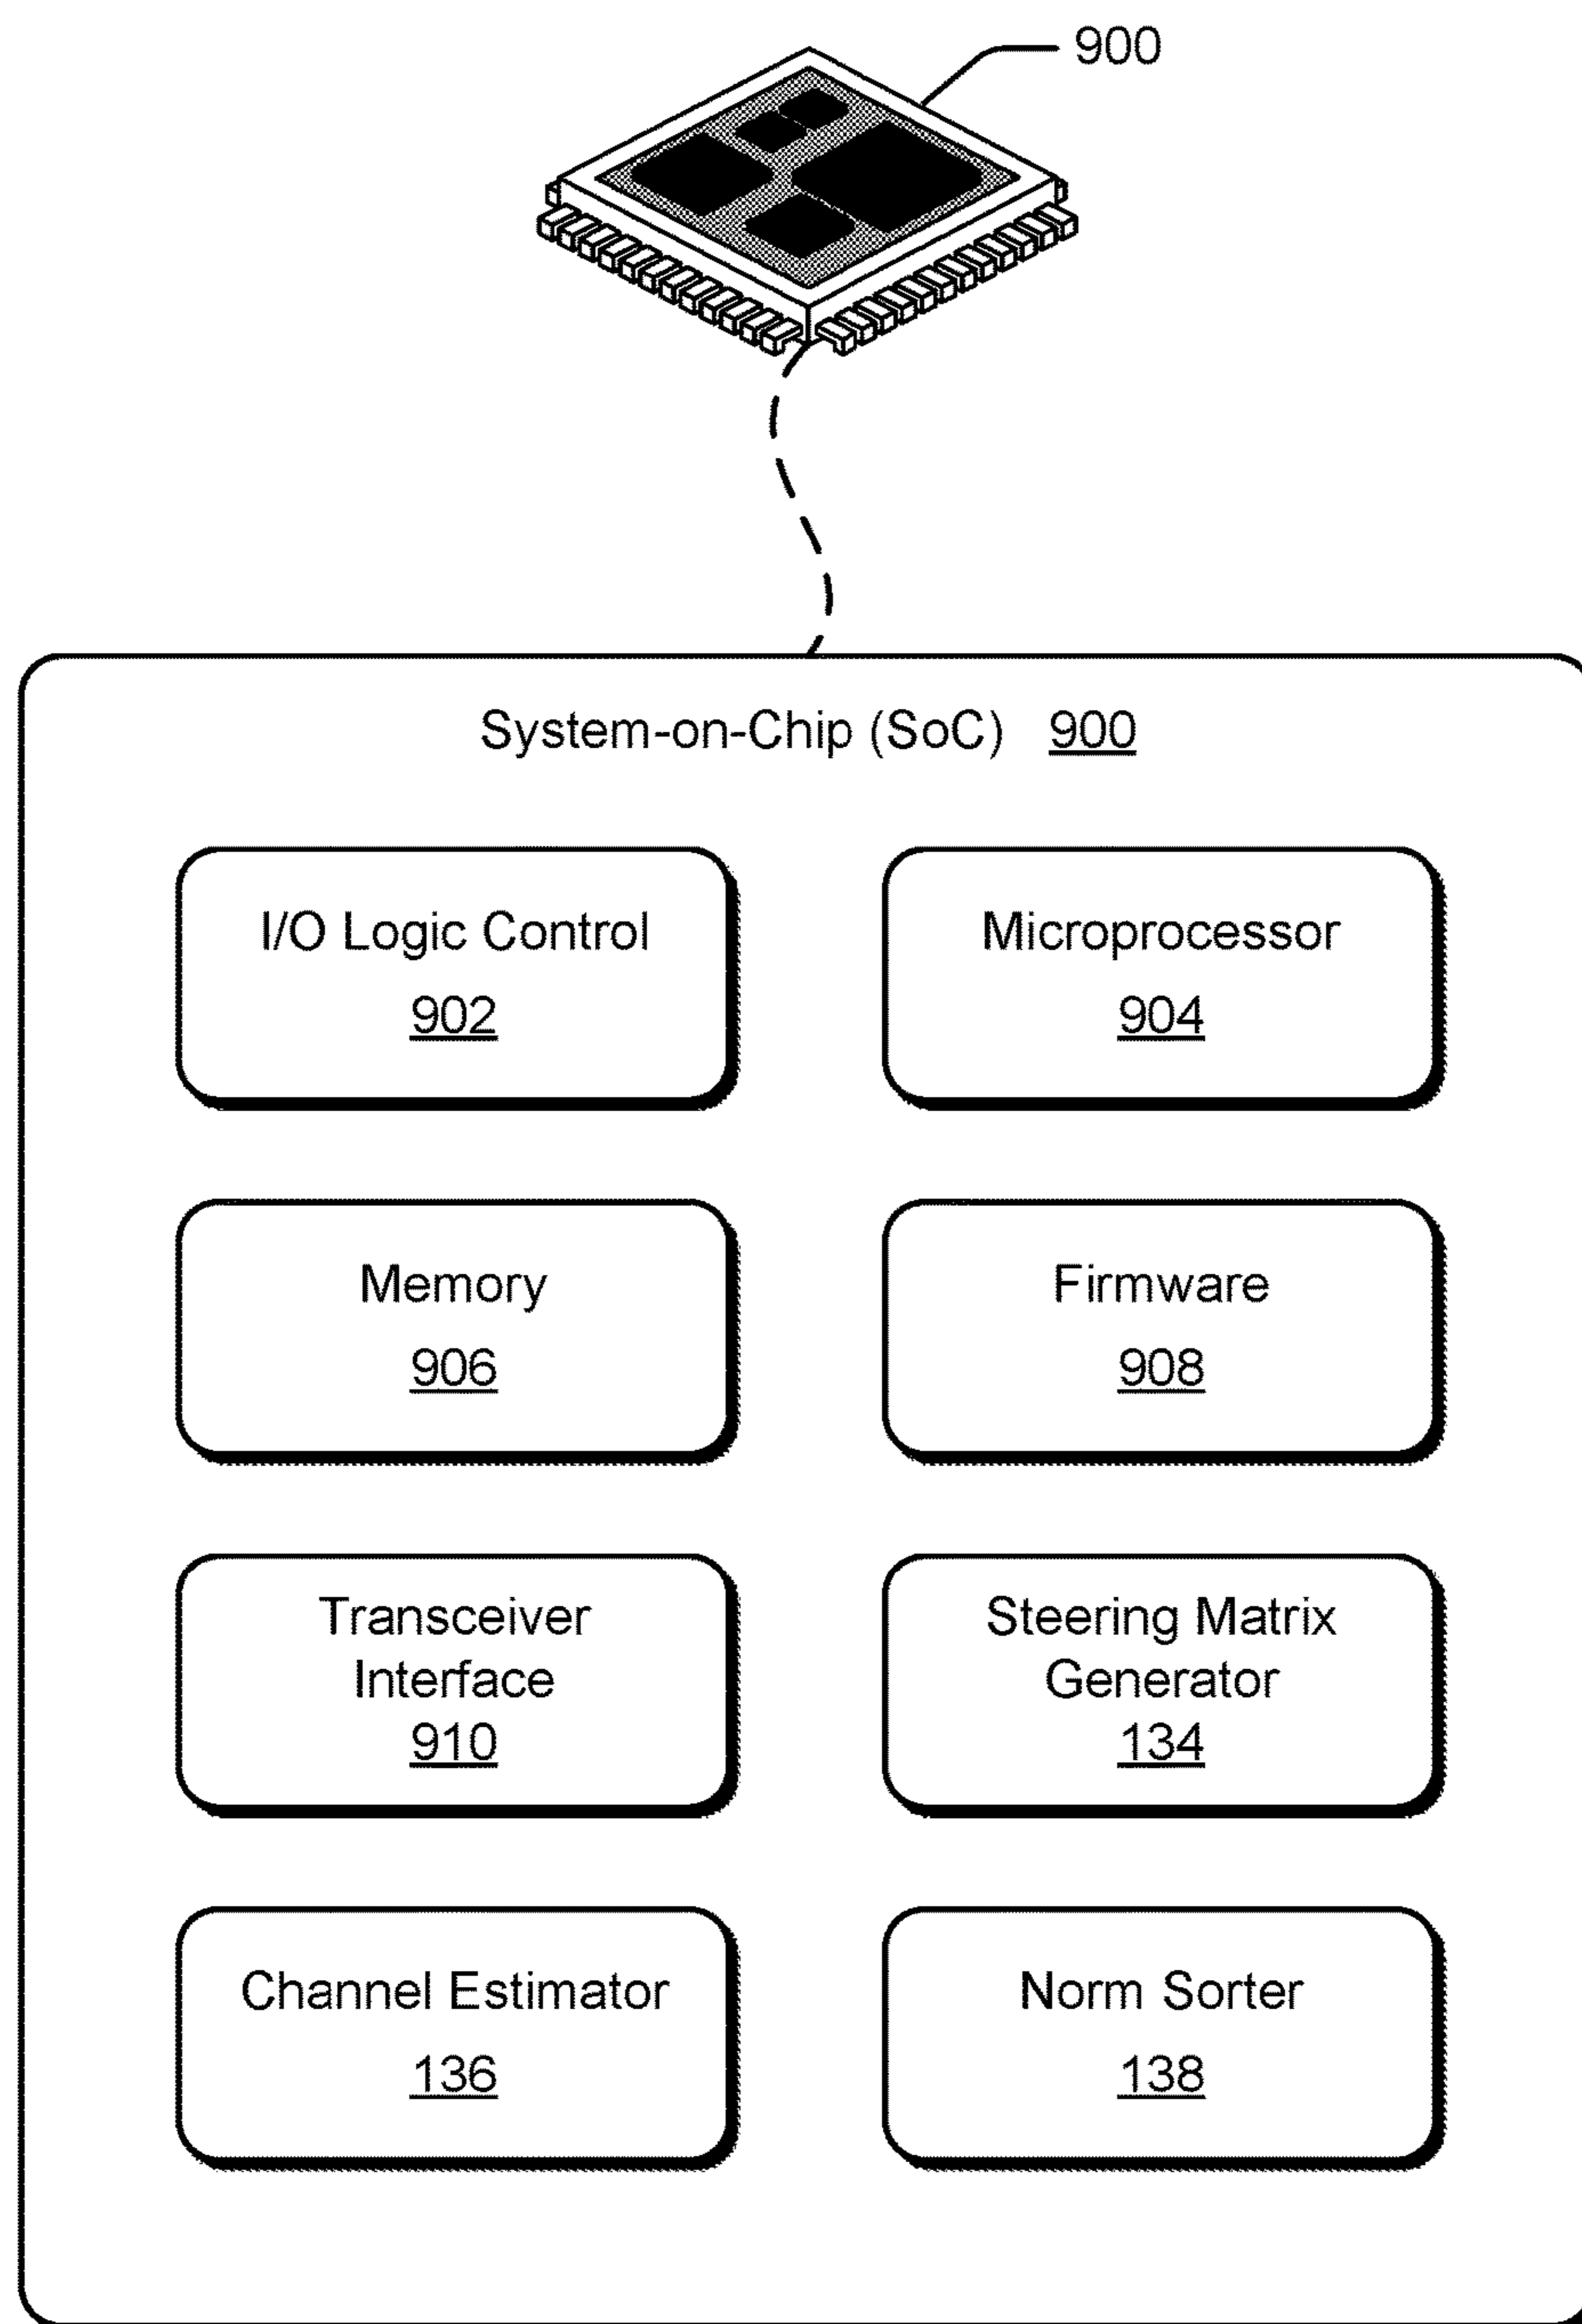 900
System-on-Chip (SoC) 900
I/O Logic Control
902
Microprocessor
904
Memory
906
Firmware
908
Transceiver
Interface
910
Steering Matrix
Generator
134
Channel Estimator
136
Norm Sorter
138